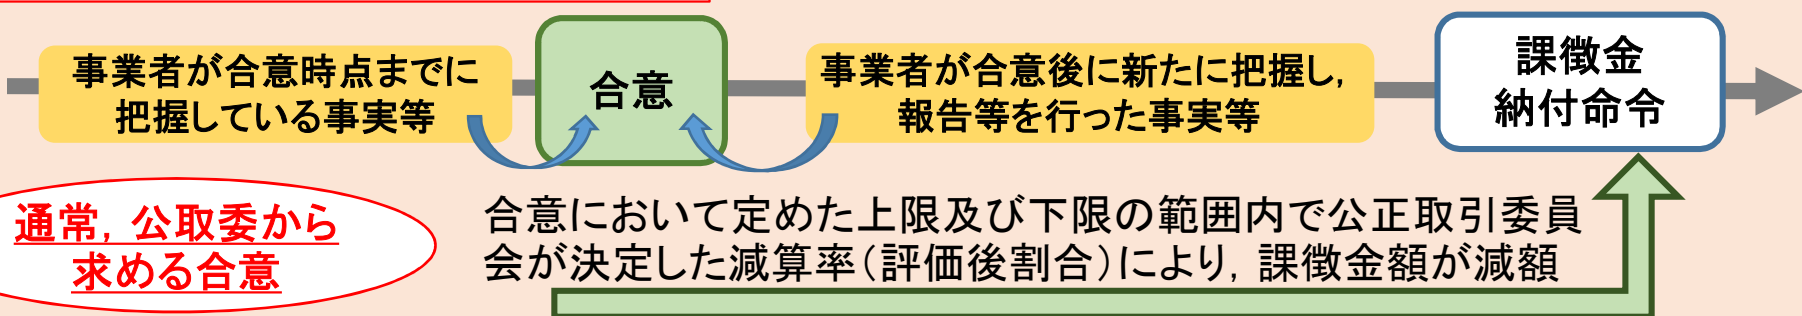 事業者が合意時点までに
把握している事実等
合意
事業者が合意後に新たに把握し,
報告等を行った事実等
課徴金
納付命令
通常, 公取委から
求める合意
合意において定めた上限及び下限の範囲内で公正取引委員
会が決定した減算率(評価後割合)により, 課徴金額が減額